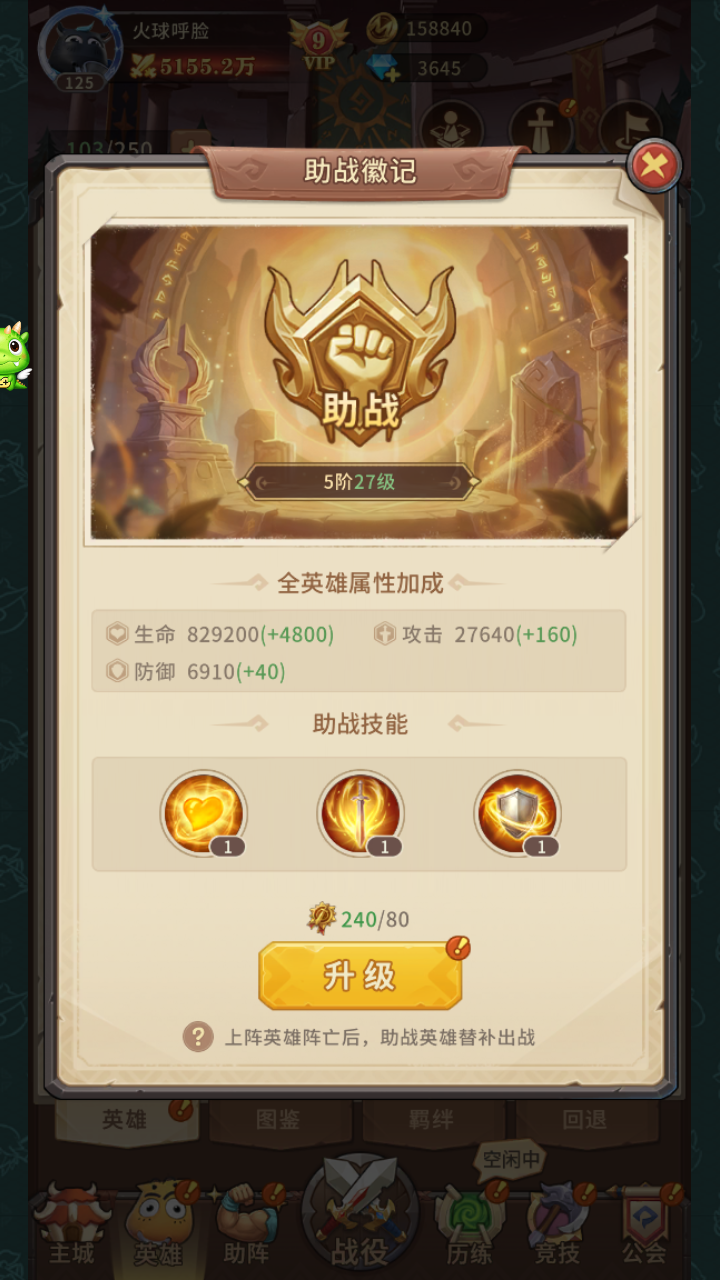 火球呼脸
125
5155.2万
9
VIP
158840
3645
103/250
助战徽记
助战
5阶27级
全英雄属性加成
生命 829200(+4800)
攻击 27640(+160)
防御 6910(+40)
助战技能
1
1
1
240/80
升级
? 上阵英雄阵亡后，助战英雄替补出战
英雄
图鉴
羁绊
回退
空闲中
主城
英雄
助阵
战役
历练
竞技
公会